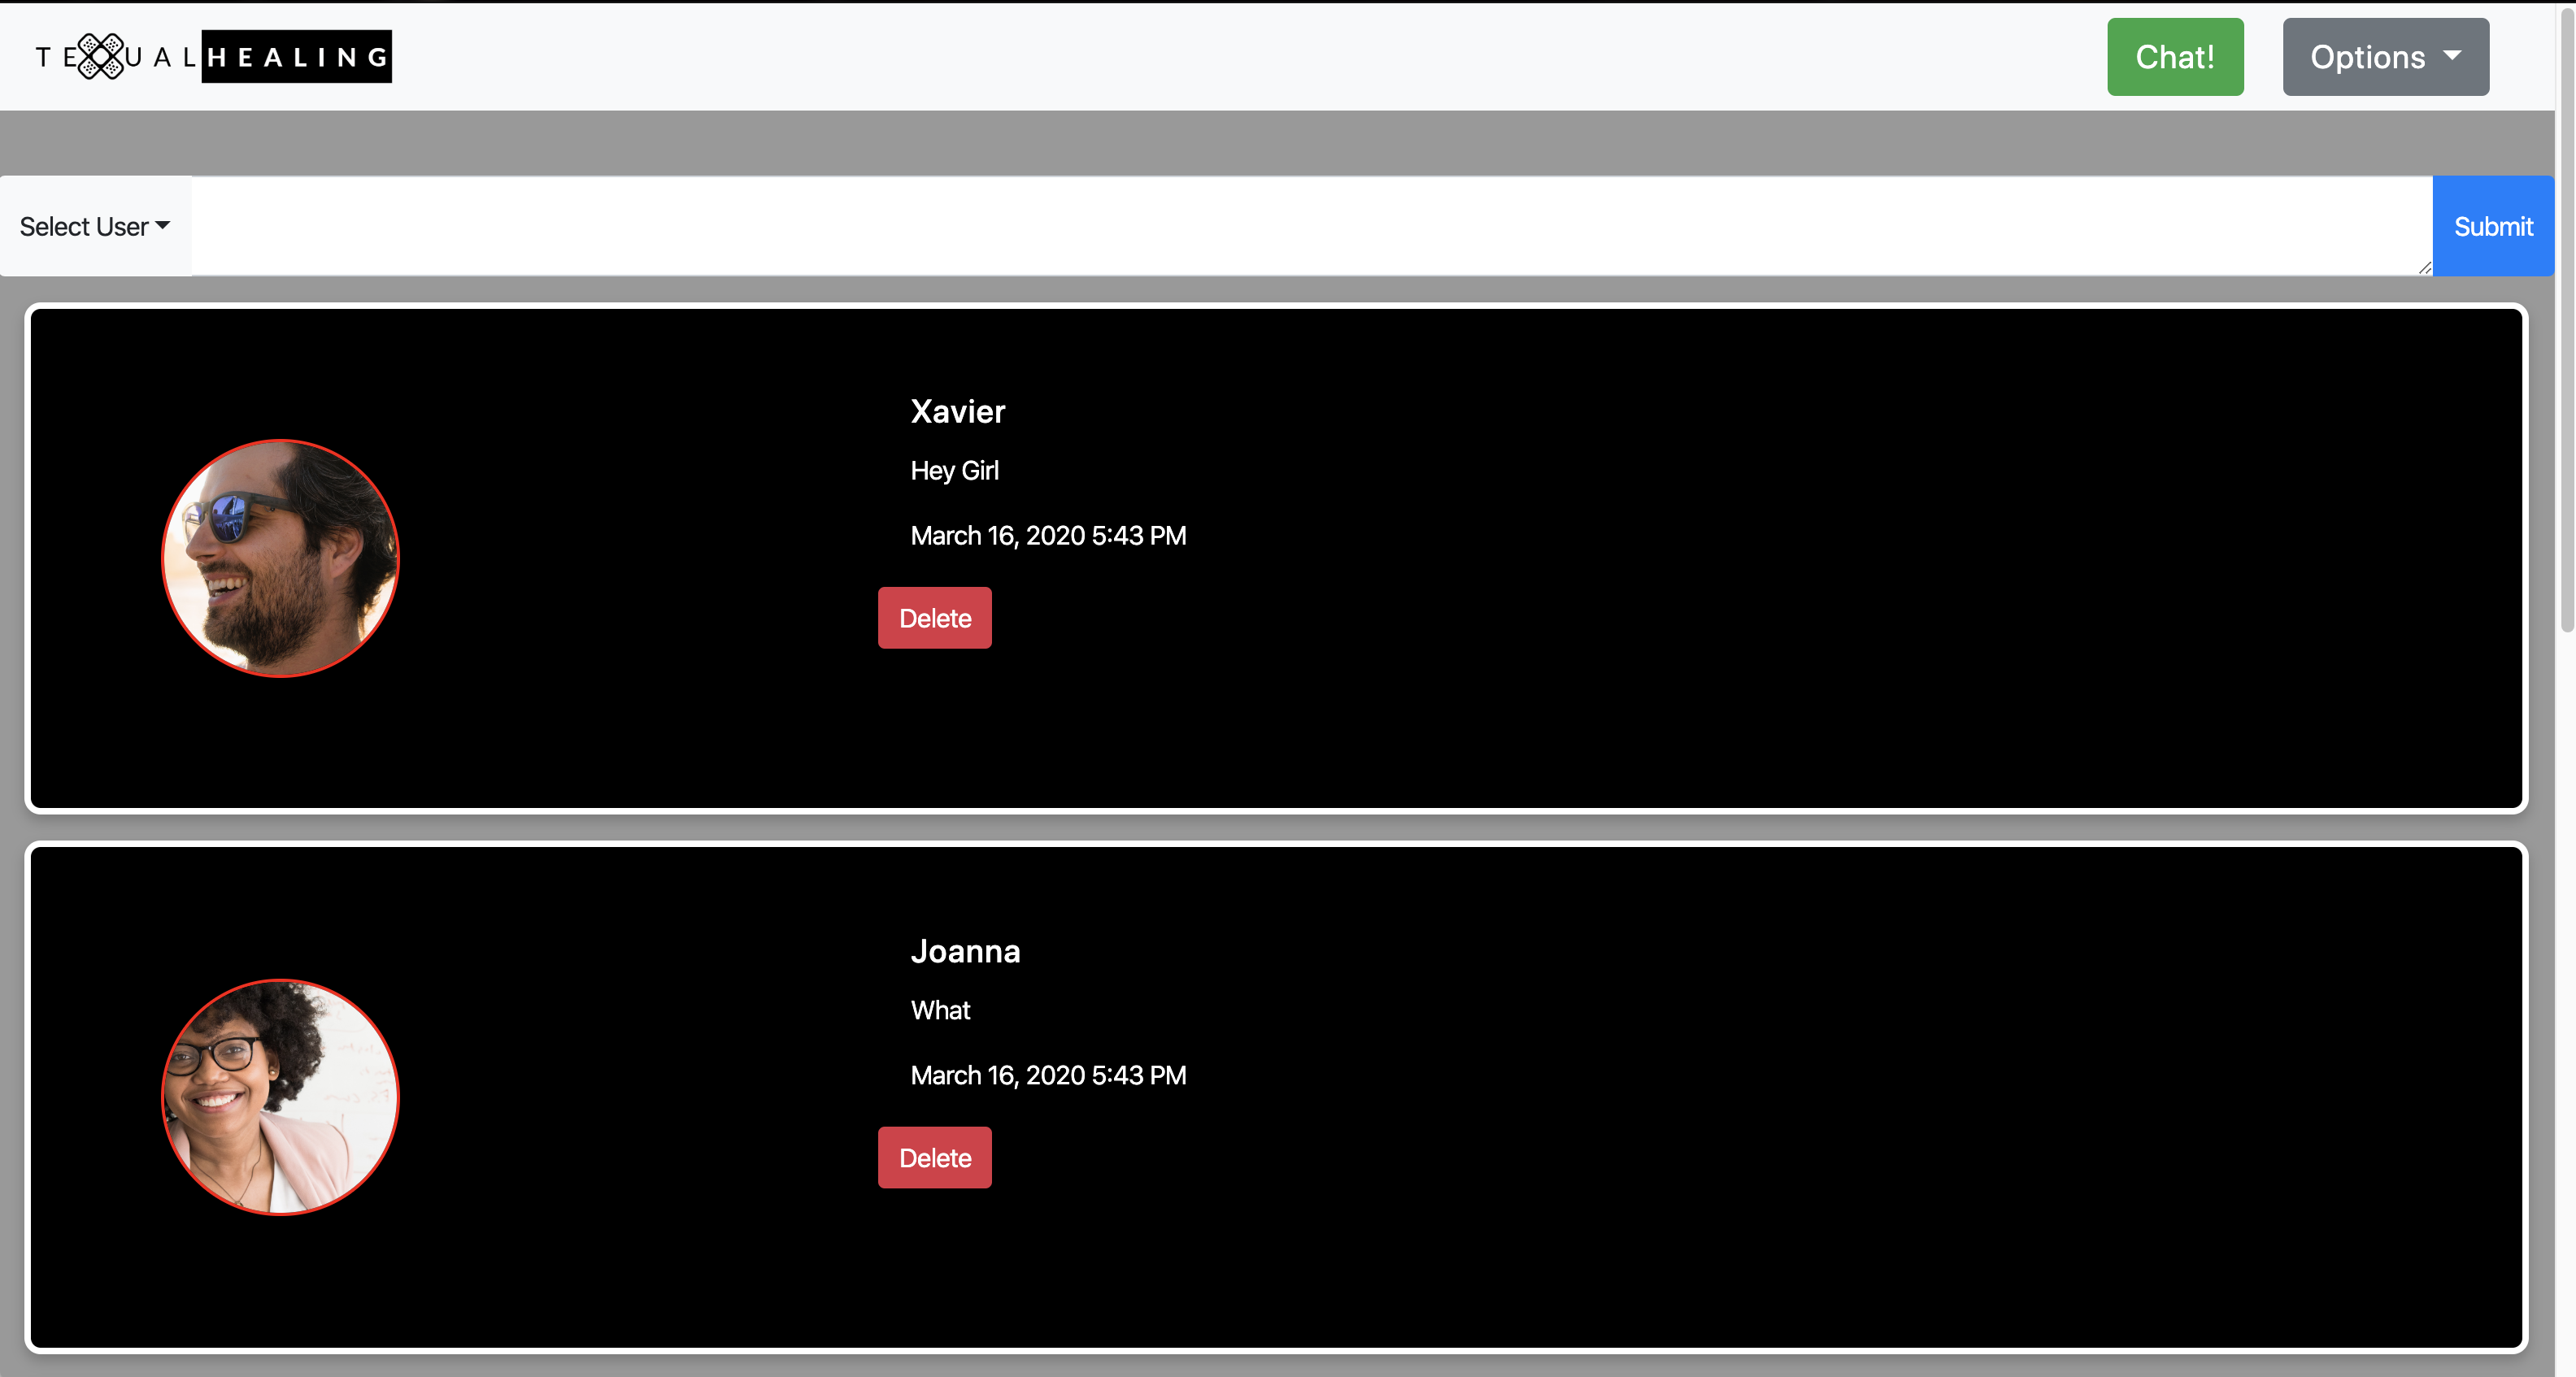 TEXUALHEALING
Chat!
Options
Select User
Submit
Xavier
Hey Girl
March 16, 2020 5:43 PM
Delete
Joanna
What
March 16, 2020 5:43 PM
Delete